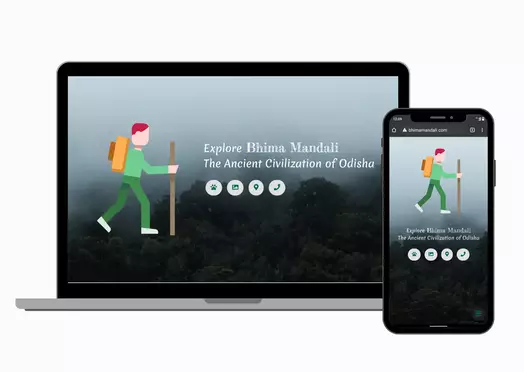 Explore Bhima Mandali
The Ancient Civilization of Odisha
bhimamandali.com
Explore Bhima Mandali
The Ancient Civilization of Odisha